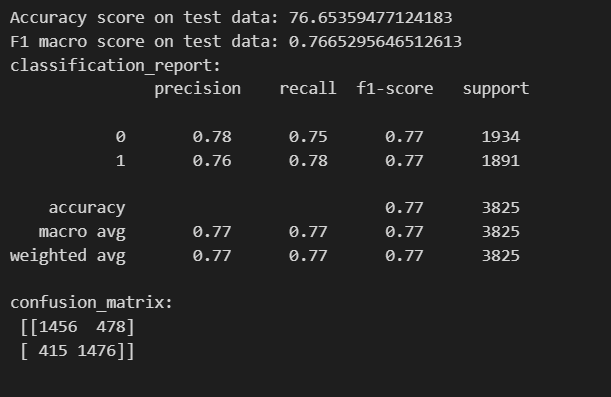 Accuracy score on test data: 76.65359477124183
F1 macro score on test data: 0.7665295646512613
classification_report:
precision recall f1-score support
0 0.78 0.75 0.77 1934
1 0.76 0.78 0.77 1891
accuracy 0.77 3825
macro avg 0.77 0.77 0.77 3825
weighted avg 0.77 0.77 0.77 3825
confusion_matrix:
[[1456 478]
[ 415 1476]]